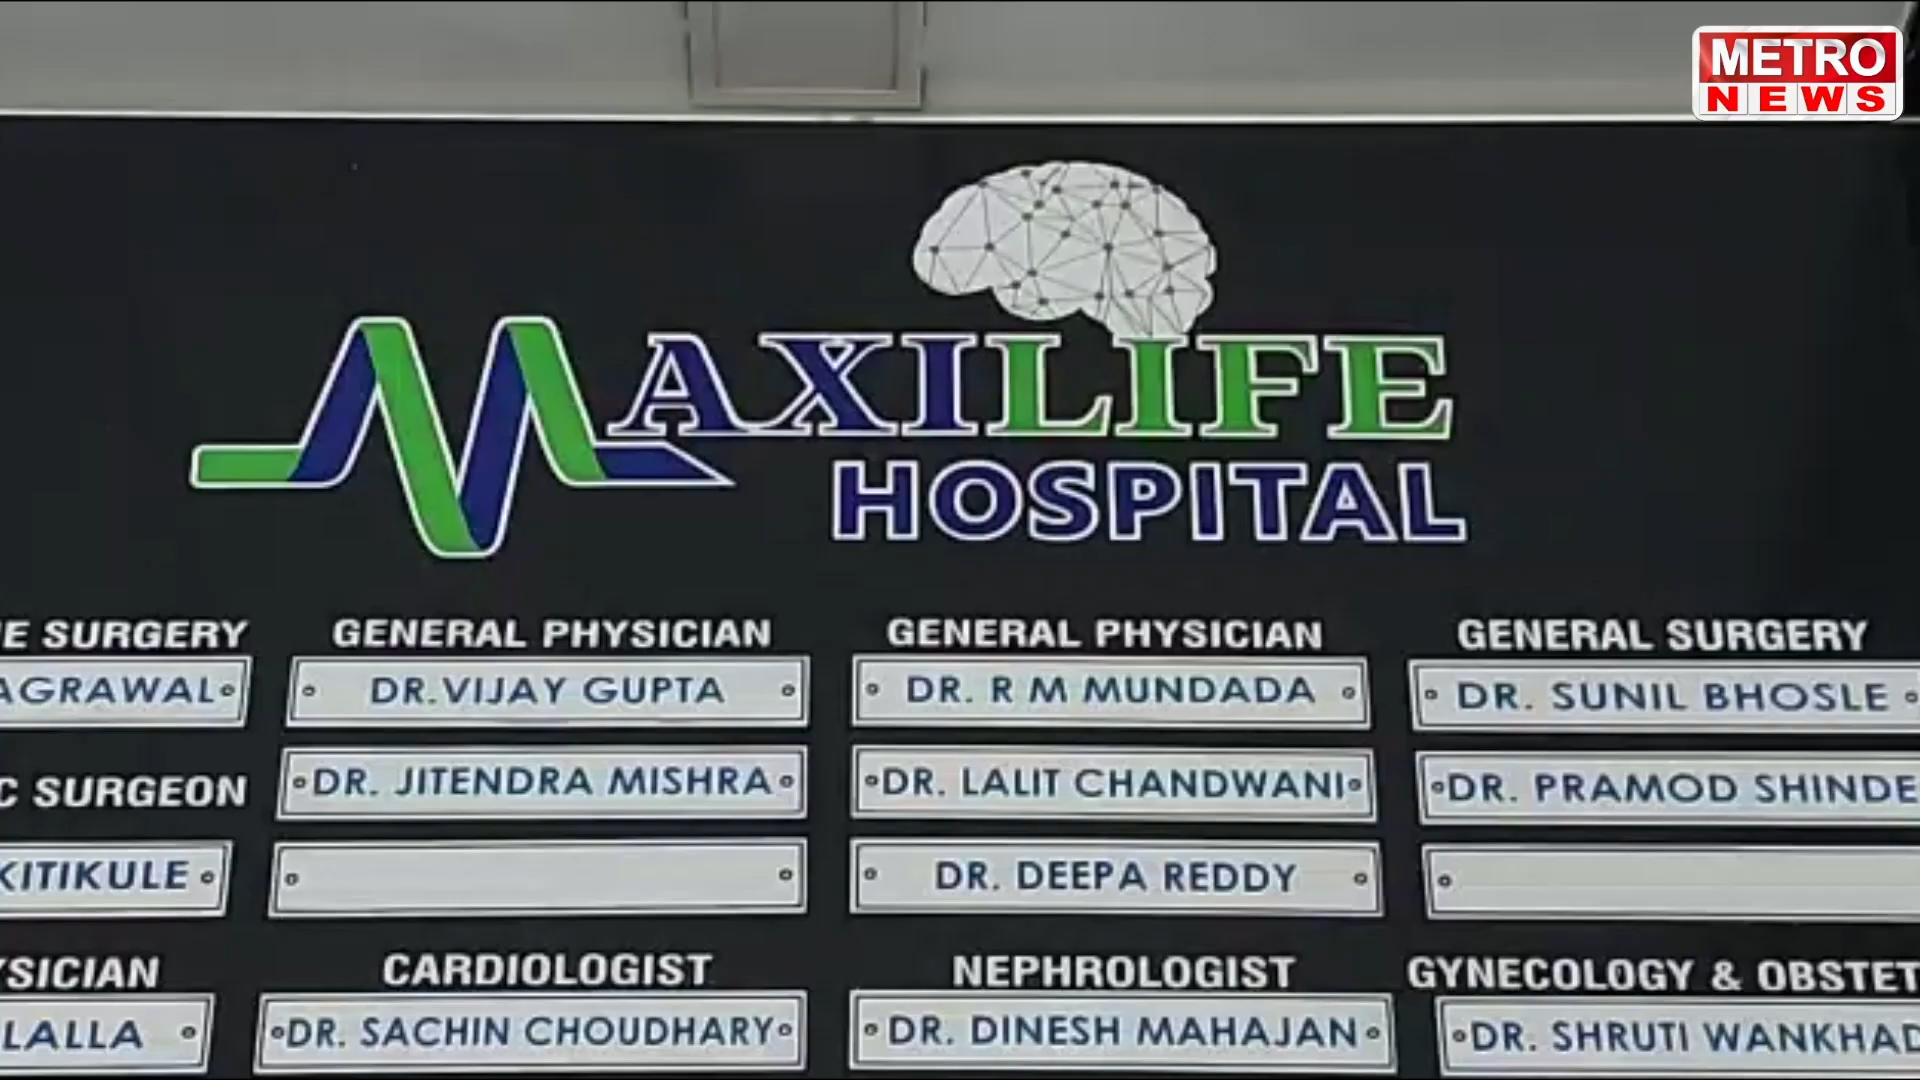 METRO
NEWS
MAXILIFE
HOSPITAL
E SURGERY
GENERAL PHYSICIAN
GENERAL PHYSICIAN
GENERAL SURGERY
AGRAWAL
DR.VIJAY GUPTA
DR. R M MUNDADA
DR. SUNIL BHOSLE
C SURGEON
DR. JITENDRA MISHRA
DR. LALIT CHANDWANI
DR. PRAMOD SHINDE
KITIKULE
DR. DEEPA REDDY
YSICIAN
CARDIOLOGIST
NEPHROLOGIST
GYNECOLOGY & OBSTET
LALLA
DR. SACHIN CHOUDHARY
DR. DINESH MAHAJAN
DR. SHRUTI WANKHAD